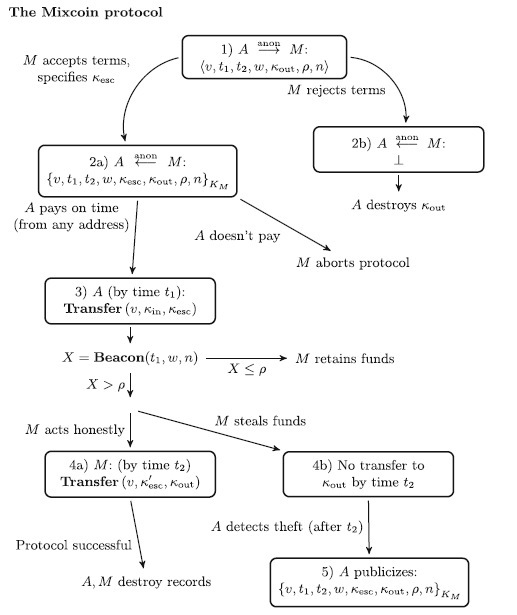 The Mixcoin protocol
1) A anon⟶ M:
⟨v, t₁, t₂, w, κout, ρ, n⟩
M accepts terms,
specifies κesc
M rejects terms
2a) A anon⟵ M:
{v, t₁, t₂, w, κesc, κout, ρ, n}K_M
2b) A anon⟵ M:
⊥
A destroys κout
A pays on time
(from any address)
A doesn't pay
M aborts protocol
3) A (by time t₁):
Transfer (v, κin, κesc)
X = Beacon(t₁, w, n)
X ≤ ρ
M retains funds
X > ρ
M acts honestly
M steals funds
4a) M: (by time t₂)
Transfer (v, κ′esc, κout)
4b) No transfer to
κout by time t₂
A detects theft (after t₂)
Protocol successful
A, M destroy records
5) A publicizes:
{v, t₁, t₂, w, κesc, κout, ρ, n}K_M